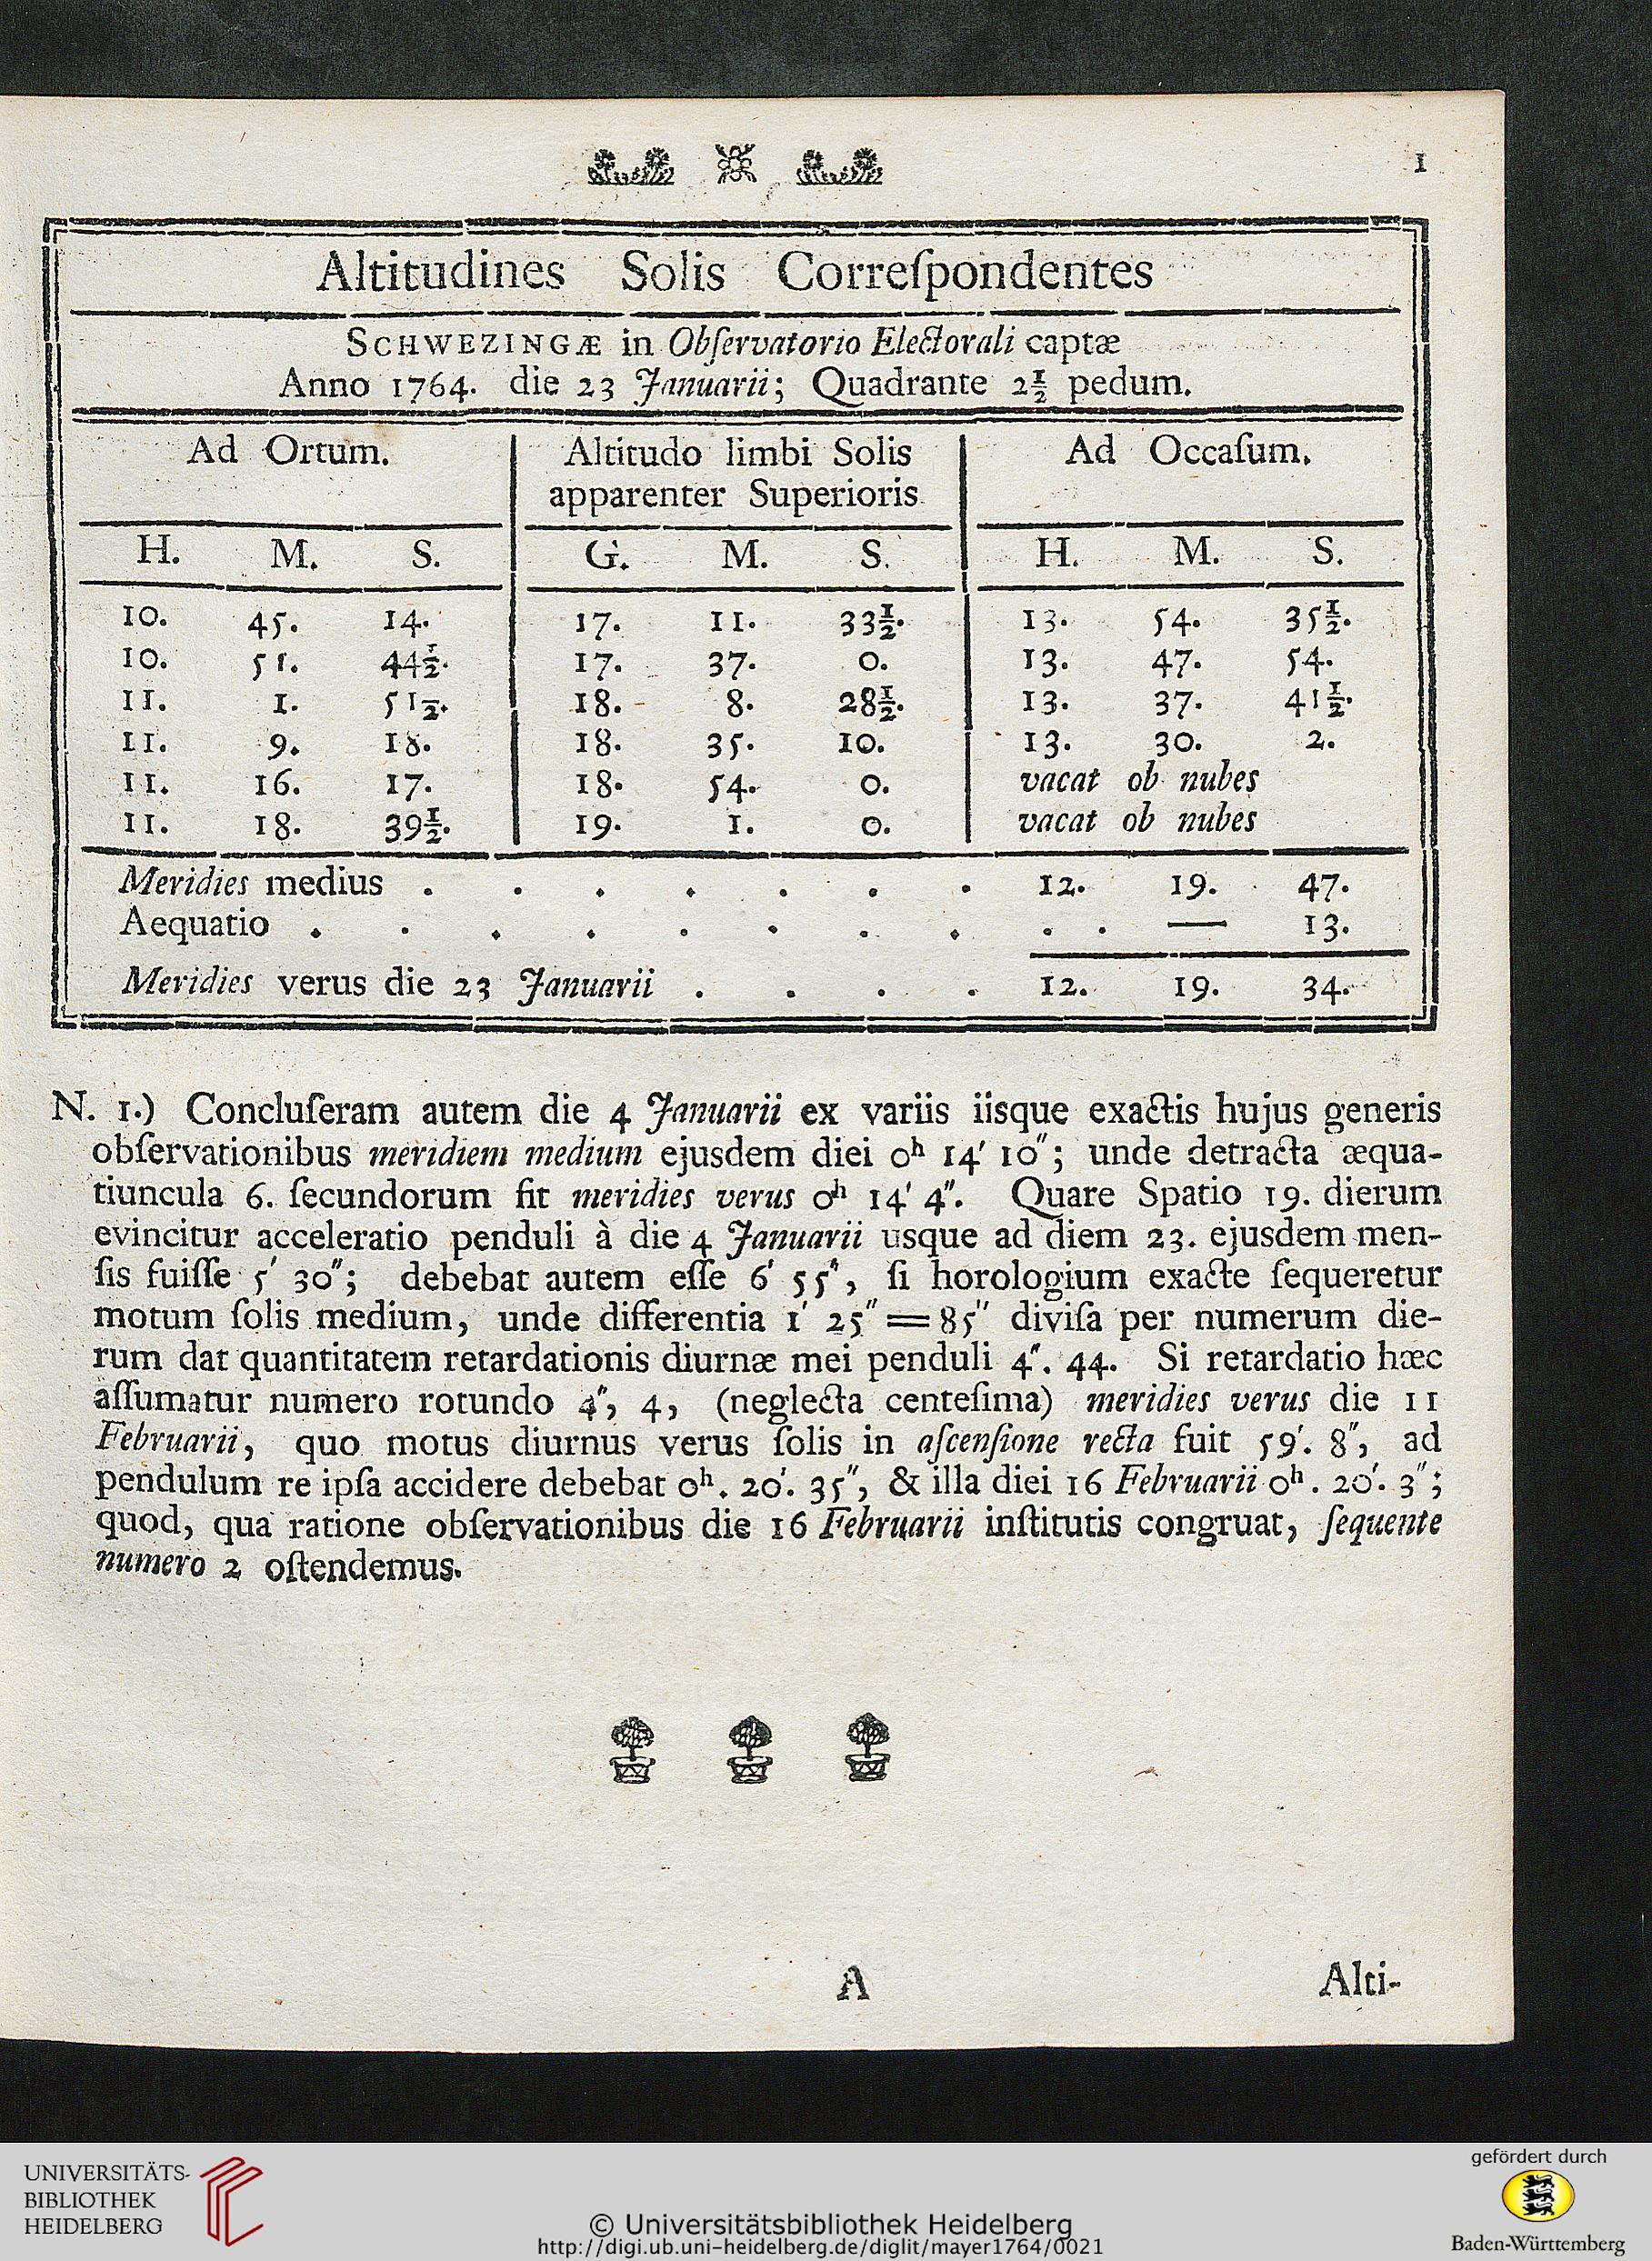 1
Altitudines Solis Correſpondentes
SCHWEZINGÆ in Obſervatorio Electorali captæ
Anno 1764. die 23 Januarii; Quadrante 2½ pedum.
Ad Ortum. Altitudo limbi Solis Ad Occaſum.
apparenter Superioris
H. M. S. G. M. S. H. M. S.
10. 45. 14. 17. 11. 33½. 13. 54. 35½.
10. 51. 44½. 17. 37. 0. 13. 47. 54.
11. 1. 51½. 18. 8. 28½. 13. 37. 41½.
11. 9. 18. 18. 35. 10. 13. 30. 2.
11. 16. 17. 18. 54. 0. vacat ob nubes
11. 18. 39½. 19. 1. 0. vacat ob nubes
Meridies medius . . . . . . . 12. 19. 47.
Aequatio . . . . . . . . . . — 13.
Meridies verus die 23 Januarii . . . . 12. 19. 34.
N. 1.) Concluſeram autem die 4 Januarii ex variis iisque exactis hujus generis
obſervationibus meridiem medium ejusdem diei 0ʰ 14′ 10″; unde detracta æqua-
tiuncula 6. ſecundorum fit meridies verus 0ʰ 14′ 4″. Quare Spatio 19. dierum
evincitur acceleratio penduli à die 4 Januarii usque ad diem 23. ejusdem men-
ſis fuiſſe 5′ 30″; debebat autem eſſe 6′ 55″, ſi horologium exacte ſequeretur
motum ſolis medium, unde differentia 1′ 25″ = 85″ diviſa per numerum die-
rum dat quantitatem retardationis diurnæ mei penduli 4″. 44. Si retardatio hæc
aſſumatur numero rotundo 4″, 4, (neglecta centeſima) meridies verus die 11
Februarii, quo motus diurnus verus ſolis in aſcenſione recta fuit 59′. 8″, ad
pendulum re ipſa accidere debebat 0ʰ. 20′. 35″, & illa diei 16 Februarii 0ʰ. 20′. 3″;
quod, qua ratione obſervationibus die 16 Februarii inſtitutis congruat, ſequente
numero 2 oſtendemus.
A Alti-
UNIVERSITÄTS-
BIBLIOTHEK
HEIDELBERG
© Universitätsbibliothek Heidelberg
http://digi.ub.uni-heidelberg.de/diglit/mayer1764/0021
gefördert durch
Baden-Württemberg